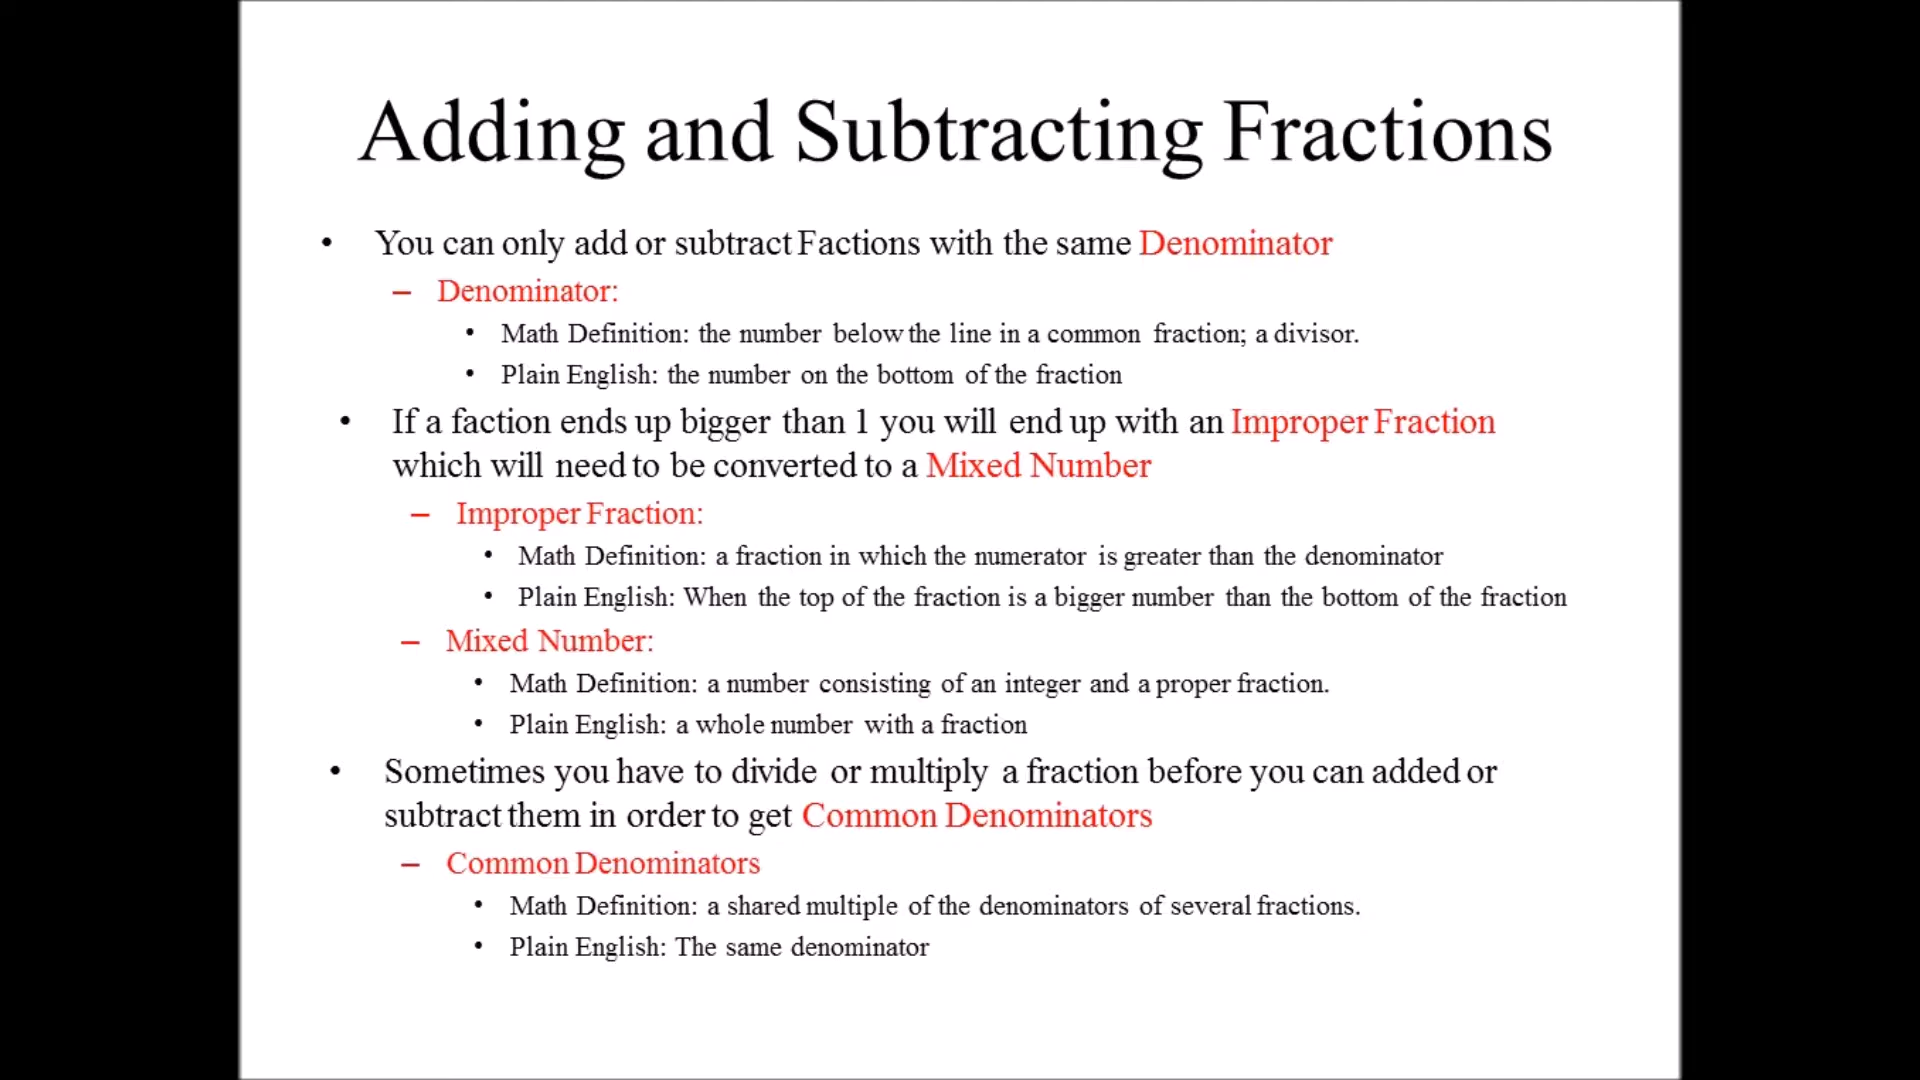 Adding and Subtracting Fractions
• You can only add or subtract Factions with the same Denominator
– Denominator:
• Math Definition: the number below the line in a common fraction; a divisor.
• Plain English: the number on the bottom of the fraction
• If a faction ends up bigger than 1 you will end up with an Improper Fraction
which will need to be converted to a Mixed Number
– Improper Fraction:
• Math Definition: a fraction in which the numerator is greater than the denominator
• Plain English: When the top of the fraction is a bigger number than the bottom of the fraction
– Mixed Number:
• Math Definition: a number consisting of an integer and a proper fraction.
• Plain English: a whole number with a fraction
• Sometimes you have to divide or multiply a fraction before you can added or
subtract them in order to get Common Denominators
– Common Denominators
• Math Definition: a shared multiple of the denominators of several fractions.
• Plain English: The same denominator